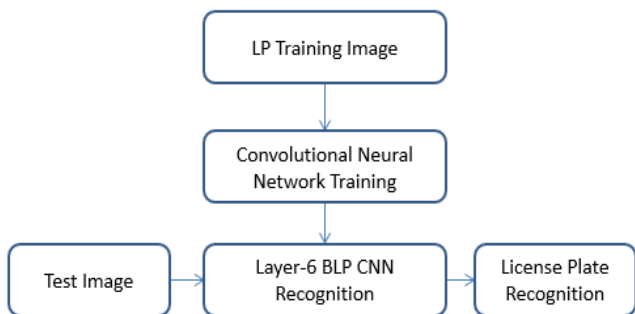 LP Training Image
Convolutional Neural
Network Training
Test Image
Layer-6 BLP CNN
Recognition
License Plate
Recognition